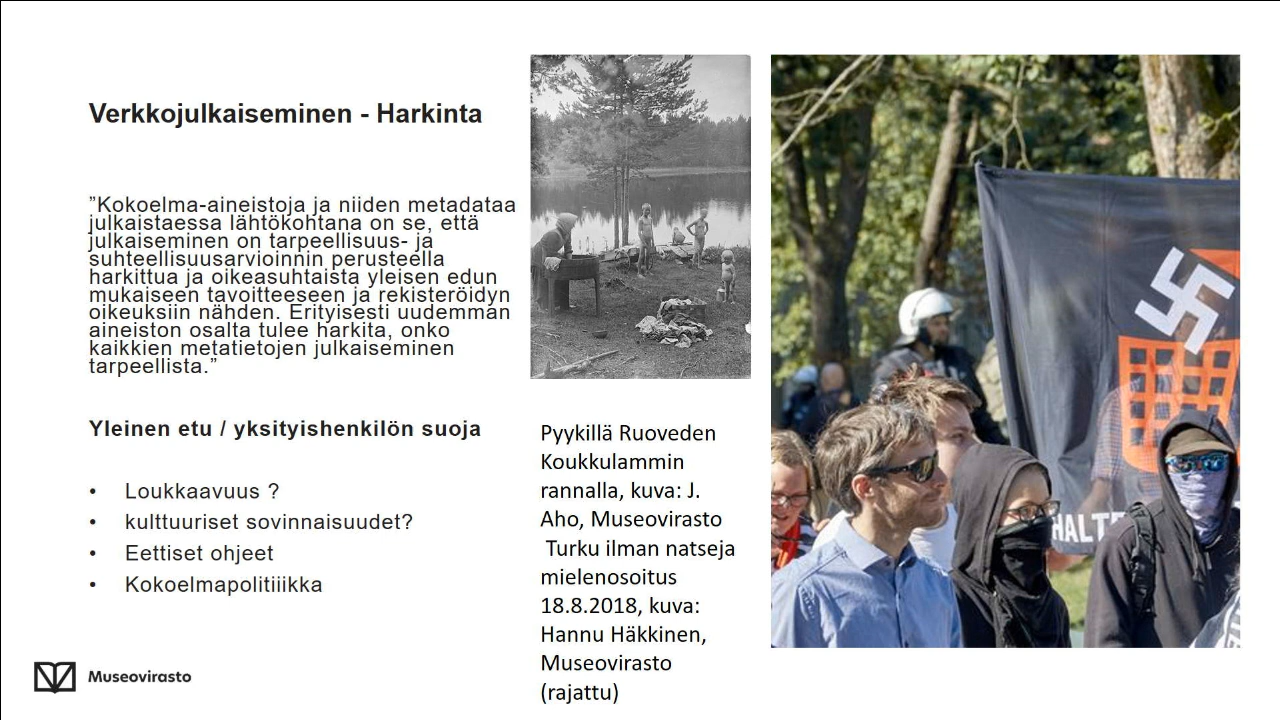 Verkkojulkaiseminen - Harkinta
”Kokoelma-aineistoja ja niiden metadataa
julkaistaessa lähtökohtana on se, että
julkaiseminen on tarpeellisuus- ja
suhteellisuusarvioinnin perusteella
harkittua ja oikeasuhtaista yleisen edun
mukaiseen tavoitteeseen ja rekisteröidyn
oikeuksiin nähden. Erityisesti uudemman
aineiston osalta tulee harkita, onko
kaikkien metatietojen julkaiseminen
tarpeellista.”
Yleinen etu / yksityishenkilön suoja
• Loukkaavuus ?
• kulttuuriset sovinnaisuudet?
• Eettiset ohjeet
• Kokoelmapolitiiikka
Museovirasto
Pyykillä Ruoveden
Koukkulammin
rannalla, kuva: J.
Aho, Museovirasto
Turku ilman natseja
mielenosoitus
18.8.2018, kuva:
Hannu Häkkinen,
Museovirasto
(rajattu)
HALTE